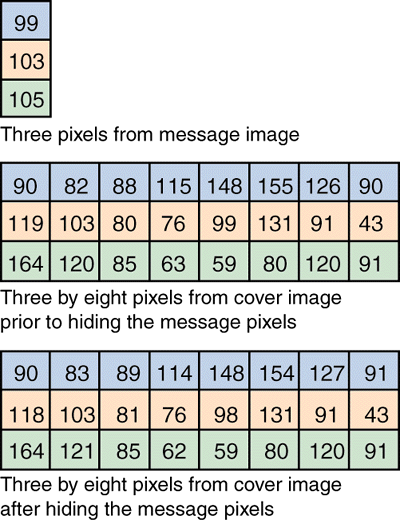 99
103
105
Three pixels from message image
90 82 88 115 148 155 126 90
119 103 80 76 99 131 91 43
164 120 85 63 59 80 120 91
Three by eight pixels from cover image
prior to hiding the message pixels
90 83 89 114 148 154 127 91
118 103 81 76 98 131 91 43
164 121 85 62 59 80 120 91
Three by eight pixels from cover image
after hiding the message pixels